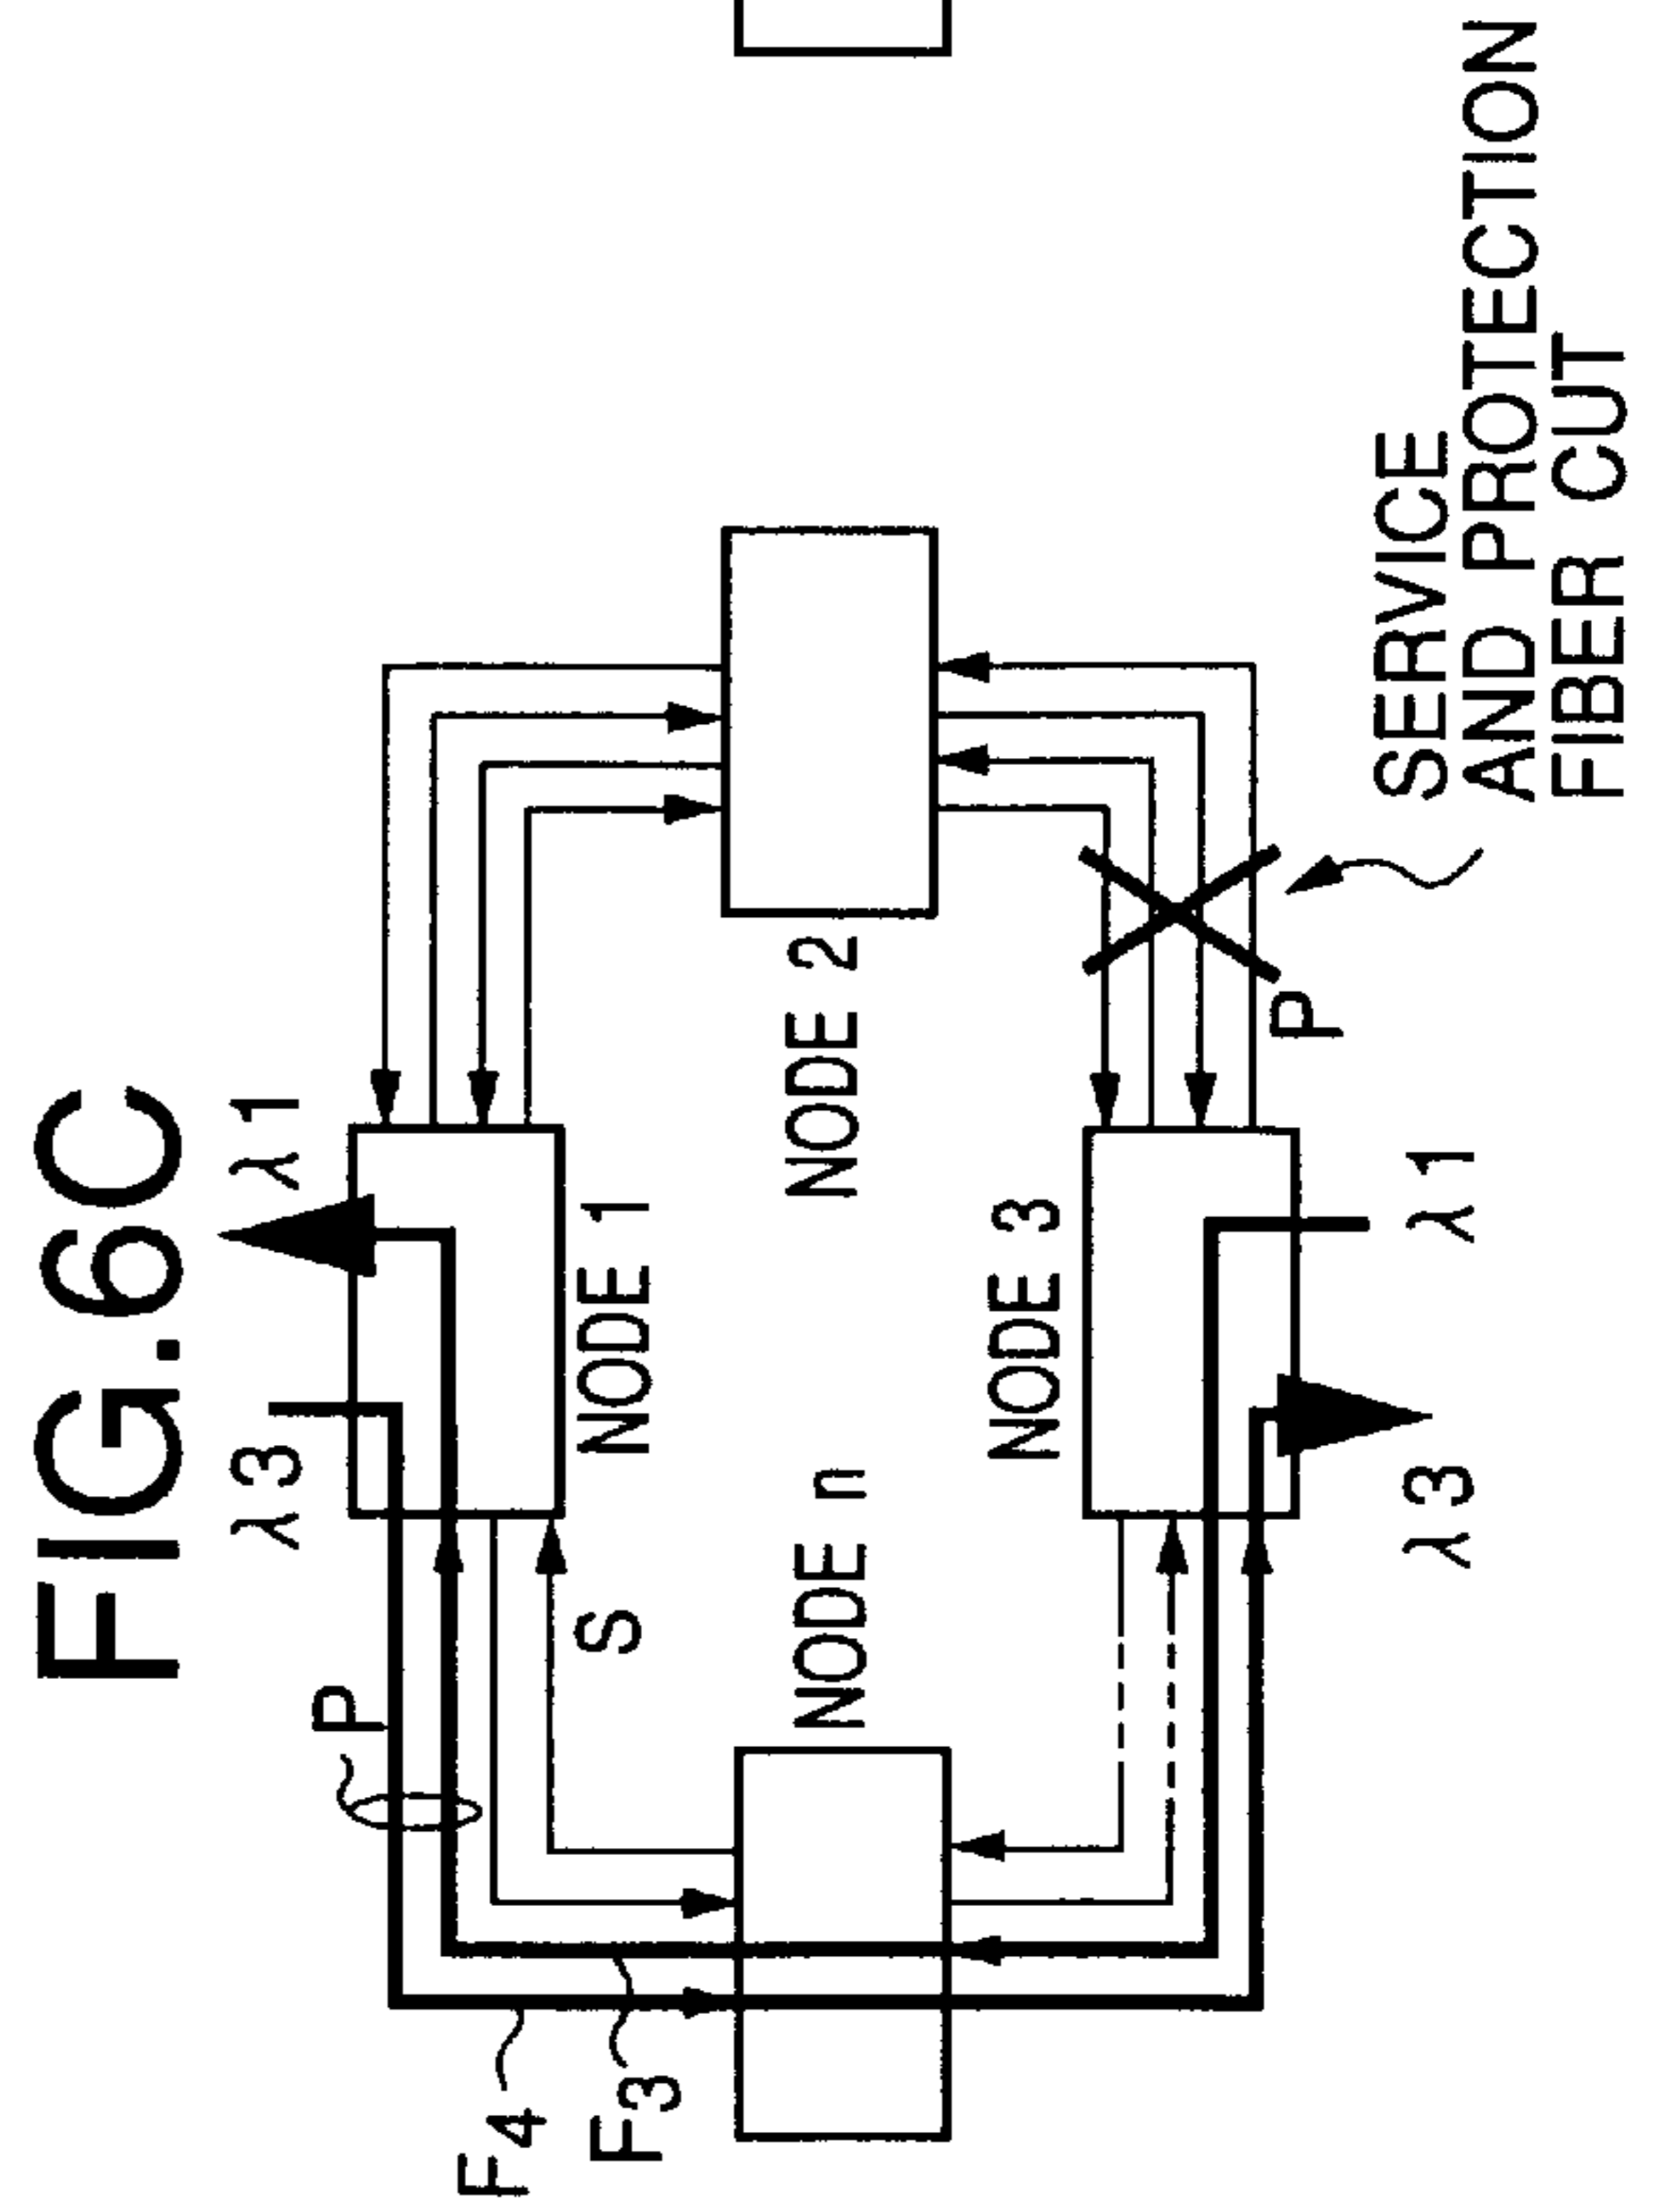 FIG.6C
λ3
λ1
P
F4
F3
S
NODE 1
NODE n
NODE 2
NODE 3
P
λ3
λ1
SERVICE
AND PROTECTION
FIBER CUT